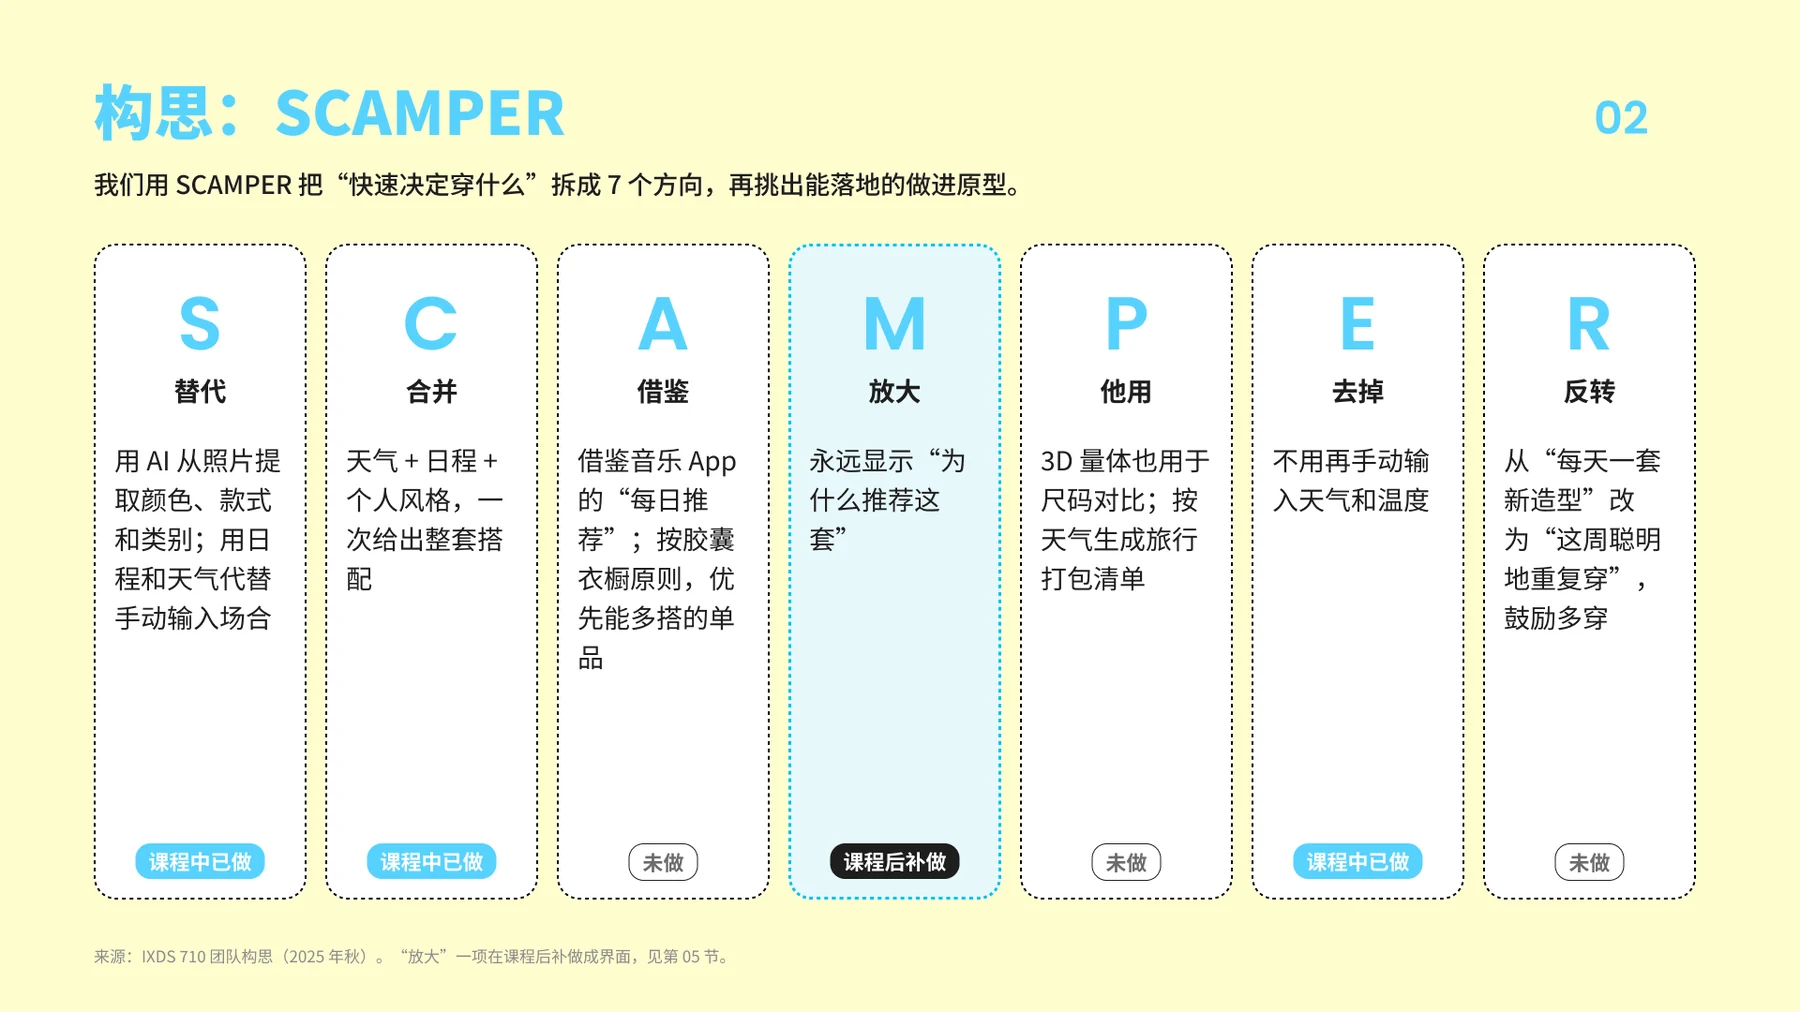 构思：SCAMPER
02
我们用 SCAMPER 把“快速决定穿什么”拆成 7 个方向，再挑出能落地的做进原型。
S
替代
用 AI 从照片提
取颜色、款式
和类别；用日
程和天气代替
手动输入场合
课程中已做
C
合并
天气 + 日程 +
个人风格，一
次给出整套搭
配
课程中已做
A
借鉴
借鉴音乐 App
的“每日推
荐”；按胶囊
衣橱原则，优
先能多搭的单
品
未做
M
放大
永远显示“为
什么推荐这
套”
课程后补做
P
他用
3D 量体也用于
尺码对比；按
天气生成旅行
打包清单
未做
E
去掉
不用再手动输
入天气和温度
课程中已做
R
反转
从“每天一套
新造型”改
为“这周聪明
地重复穿”，
鼓励多穿
未做
来源：IXDS 710 团队构思（2025 年秋）。“放大”一项在课程后补做成界面，见第 05 节。